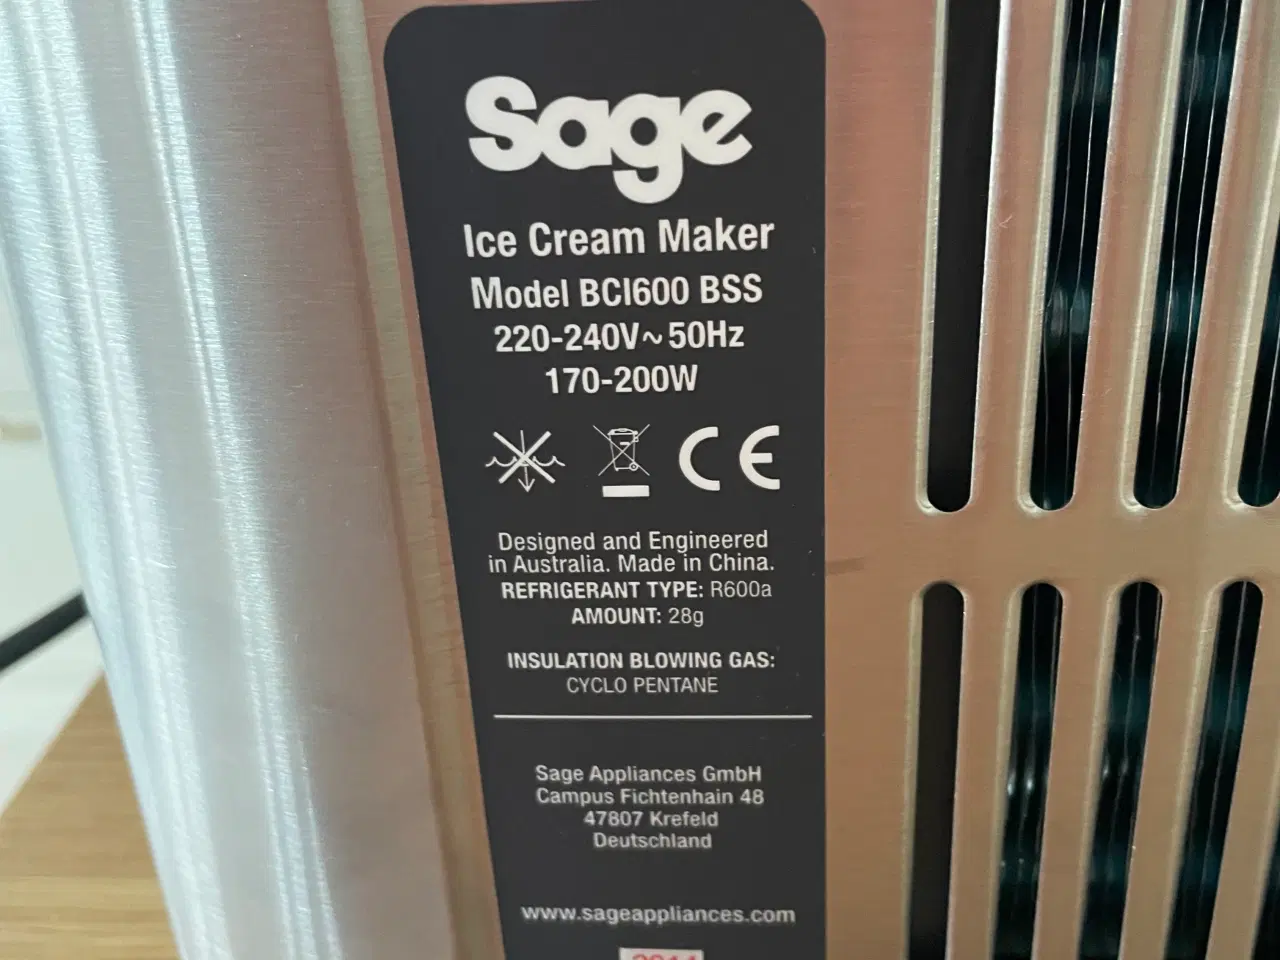 Sage
Ice Cream Maker
Model BCI600 BSS
220-240V~50Hz
170-200W
CE
Designed and Engineered
in Australia. Made in China.
REFRIGERANT TYPE: R600a
AMOUNT: 28g
INSULATION BLOWING GAS:
CYCLO PENTANE
Sage Appliances GmbH
Campus Fichtenhain 48
47807 Krefeld
Deutschland
www.sageappliances.com